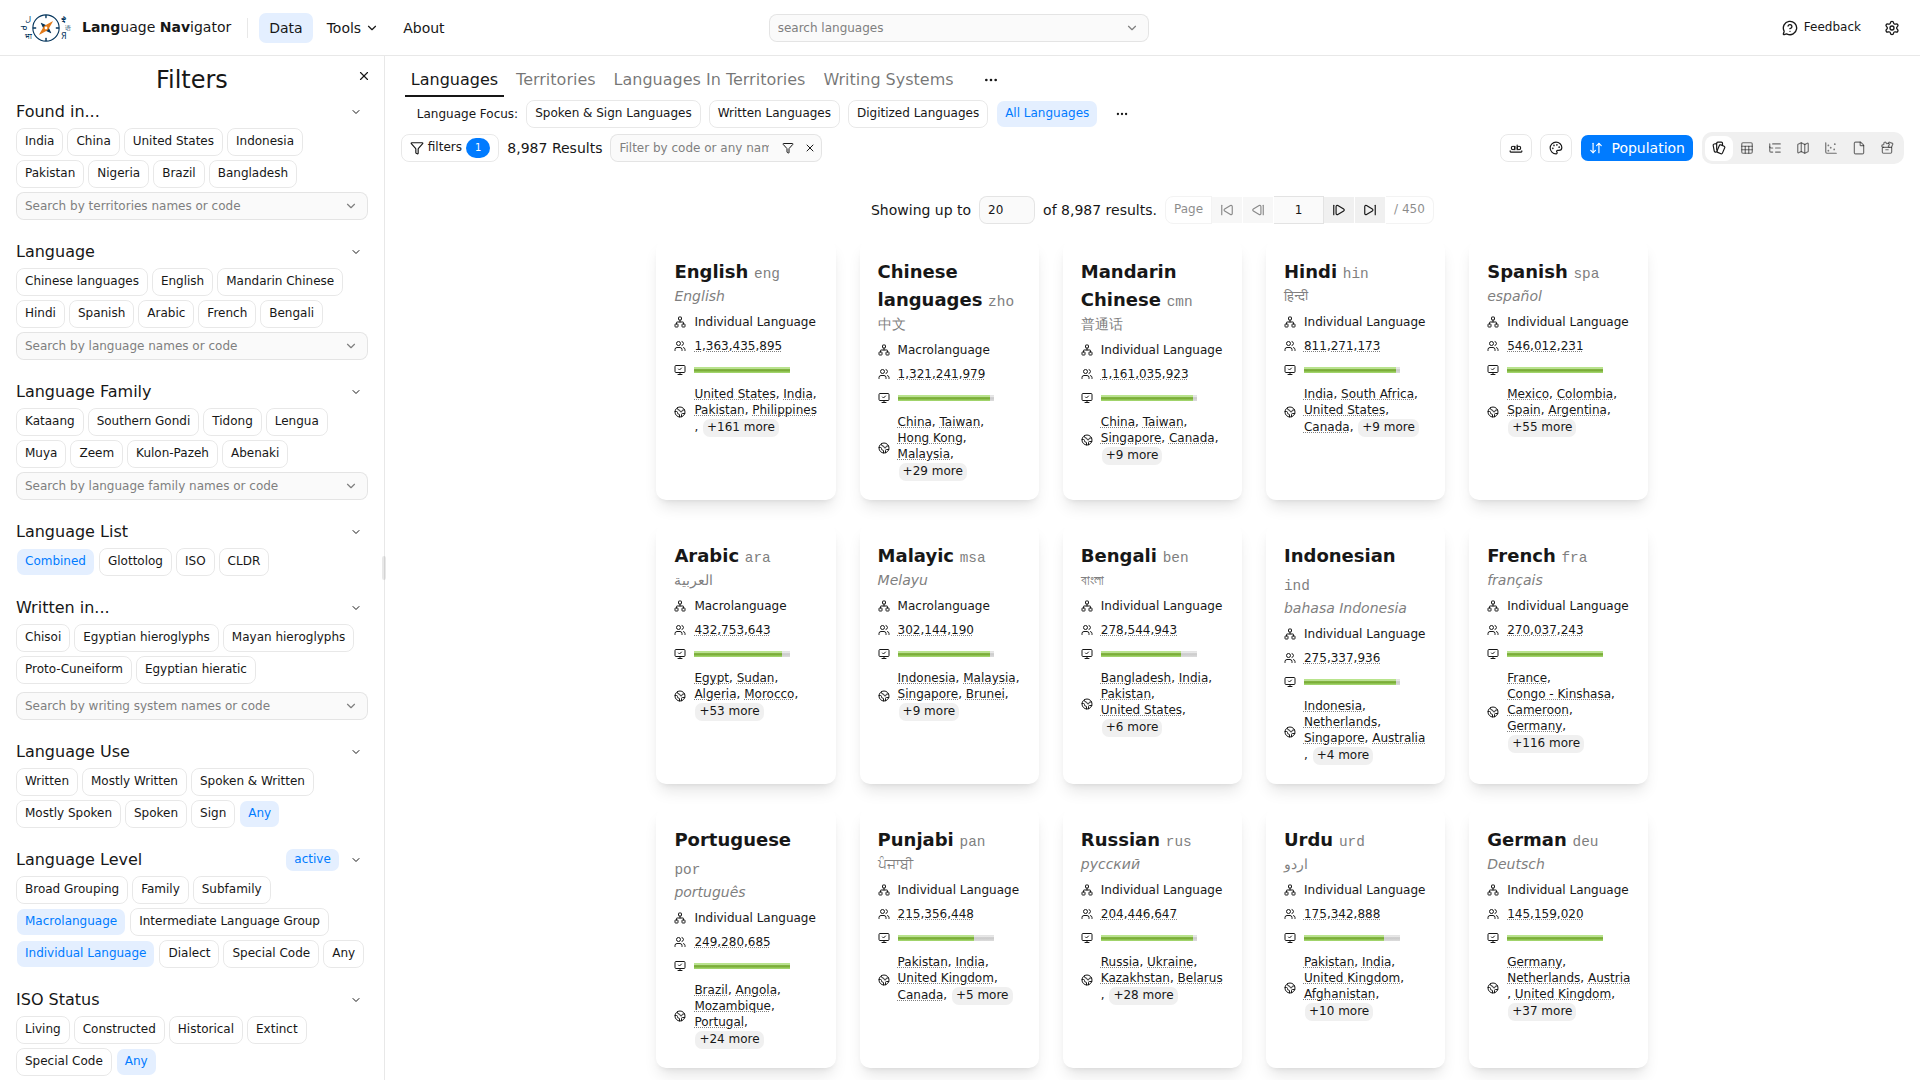 Language Navigator
Data
Tools
About
search languages
Feedback
Filters
Found in...
India
China
United States
Indonesia
Pakistan
Nigeria
Brazil
Bangladesh
Search by territories names or code
Language
Chinese languages
English
Mandarin Chinese
Hindi
Spanish
Arabic
French
Bengali
Search by language names or code
Language Family
Kataang
Southern Gondi
Tidong
Lengua
Muya
Zeem
Kulon-Pazeh
Abenaki
Search by language family names or code
Language List
Combined
Glottolog
ISO
CLDR
Written in...
Chisoi
Egyptian hieroglyphs
Mayan hieroglyphs
Proto-Cuneiform
Egyptian hieratic
Search by writing system names or code
Language Use
Written
Mostly Written
Spoken & Written
Mostly Spoken
Spoken
Sign
Any
Language Level
active
Broad Grouping
Family
Subfamily
Macrolanguage
Intermediate Language Group
Individual Language
Dialect
Special Code
Any
ISO Status
Living
Constructed
Historical
Extinct
Special Code
Any
Languages
Territories
Languages In Territories
Writing Systems
Language Focus:
Spoken & Sign Languages
Written Languages
Digitized Languages
All Languages
filters 1
8,987 Results
Filter by code or any nam
Population
Showing up to 20 of 8,987 results.
Page 1 / 450
English eng
English
Individual Language
1,363,435,895
United States, India,
Pakistan, Philippines
, +161 more
Chinese
languages zho
中文
Macrolanguage
1,321,241,979
China, Taiwan,
Hong Kong,
Malaysia,
+29 more
Mandarin
Chinese cmn
普通话
Individual Language
1,161,035,923
China, Taiwan,
Singapore, Canada,
+9 more
Hindi hin
हिन्दी
Individual Language
811,271,173
India, South Africa,
United States,
Canada, +9 more
Spanish spa
español
Individual Language
546,012,231
Mexico, Colombia,
Spain, Argentina,
+55 more
Arabic ara
العربية
Macrolanguage
432,753,643
Egypt, Sudan,
Algeria, Morocco,
+53 more
Malayic msa
Melayu
Macrolanguage
302,144,190
Indonesia, Malaysia,
Singapore, Brunei,
+9 more
Bengali ben
বাংলা
Individual Language
278,544,943
Bangladesh, India,
Pakistan,
United States,
+6 more
Indonesian
ind
bahasa Indonesia
Individual Language
275,337,936
Indonesia,
Netherlands,
Singapore, Australia
, +4 more
French fra
français
Individual Language
270,037,243
France,
Congo - Kinshasa,
Cameroon,
Germany,
+116 more
Portuguese
por
português
Individual Language
249,280,685
Brazil, Angola,
Mozambique,
Portugal,
+24 more
Punjabi pan
ਪੰਜਾਬੀ
Individual Language
215,356,448
Pakistan, India,
United Kingdom,
Canada, +5 more
Russian rus
русский
Individual Language
204,446,647
Russia, Ukraine,
Kazakhstan, Belarus
, +28 more
Urdu urd
اردو
Individual Language
175,342,888
Pakistan, India,
United Kingdom,
Afghanistan,
+10 more
German deu
Deutsch
Individual Language
145,159,020
Germany,
Netherlands, Austria
, United Kingdom,
+37 more